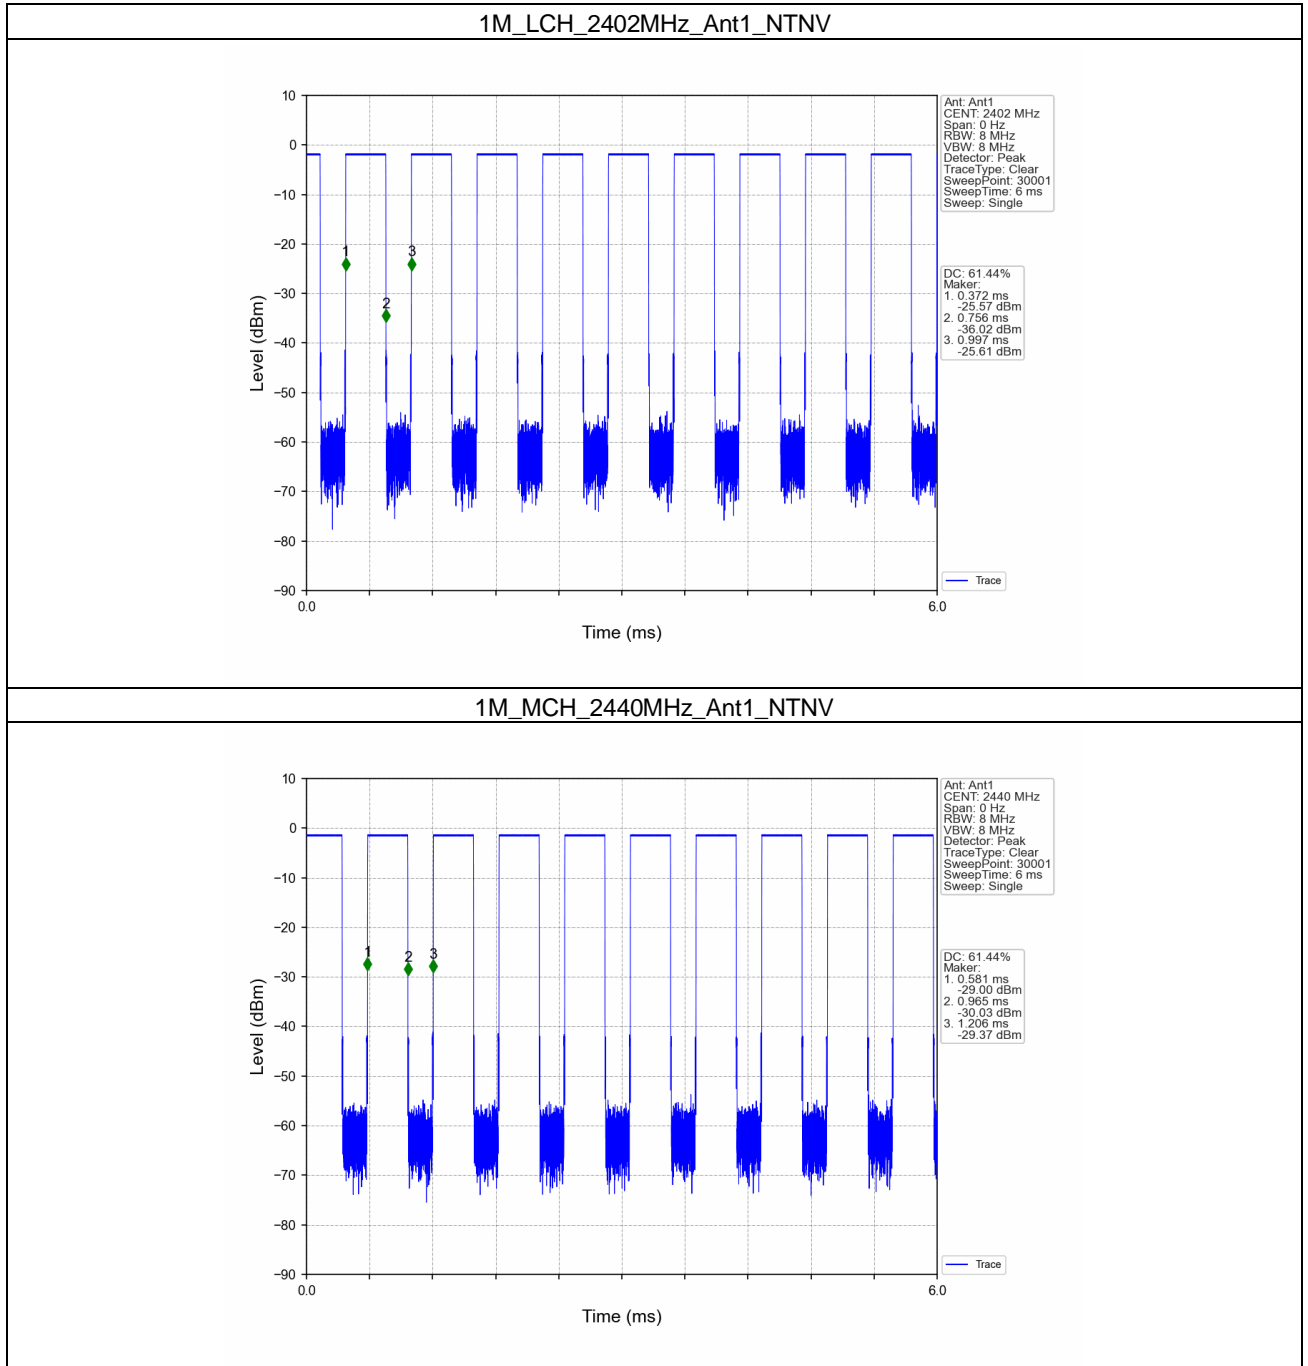 1M_LCH_2402MHz_Ant1_NTNV
10
0
−10
−20
−30
−40
−50
−60
−70
−80
−90
Level (dBm)
1
2
3
0.0
6.0
Time (ms)
Ant: Ant1
CENT: 2402 MHz
Span: 0 Hz
RBW: 8 MHz
VBW: 8 MHz
Detector: Peak
TraceType: Clear
SweepPoint: 30001
SweepTime: 6 ms
Sweep: Single
DC: 61.44%
Maker:
1. 0.372 ms
-25.57 dBm
2. 0.756 ms
-36.02 dBm
3. 0.997 ms
-25.61 dBm
Trace
1M_MCH_2440MHz_Ant1_NTNV
10
0
−10
−20
−30
−40
−50
−60
−70
−80
−90
Level (dBm)
1
2
3
0.0
6.0
Time (ms)
Ant: Ant1
CENT: 2440 MHz
Span: 0 Hz
RBW: 8 MHz
VBW: 8 MHz
Detector: Peak
TraceType: Clear
SweepPoint: 30001
SweepTime: 6 ms
Sweep: Single
DC: 61.44%
Maker:
1. 0.581 ms
-29.00 dBm
2. 0.965 ms
-30.03 dBm
3. 1.206 ms
-29.37 dBm
Trace